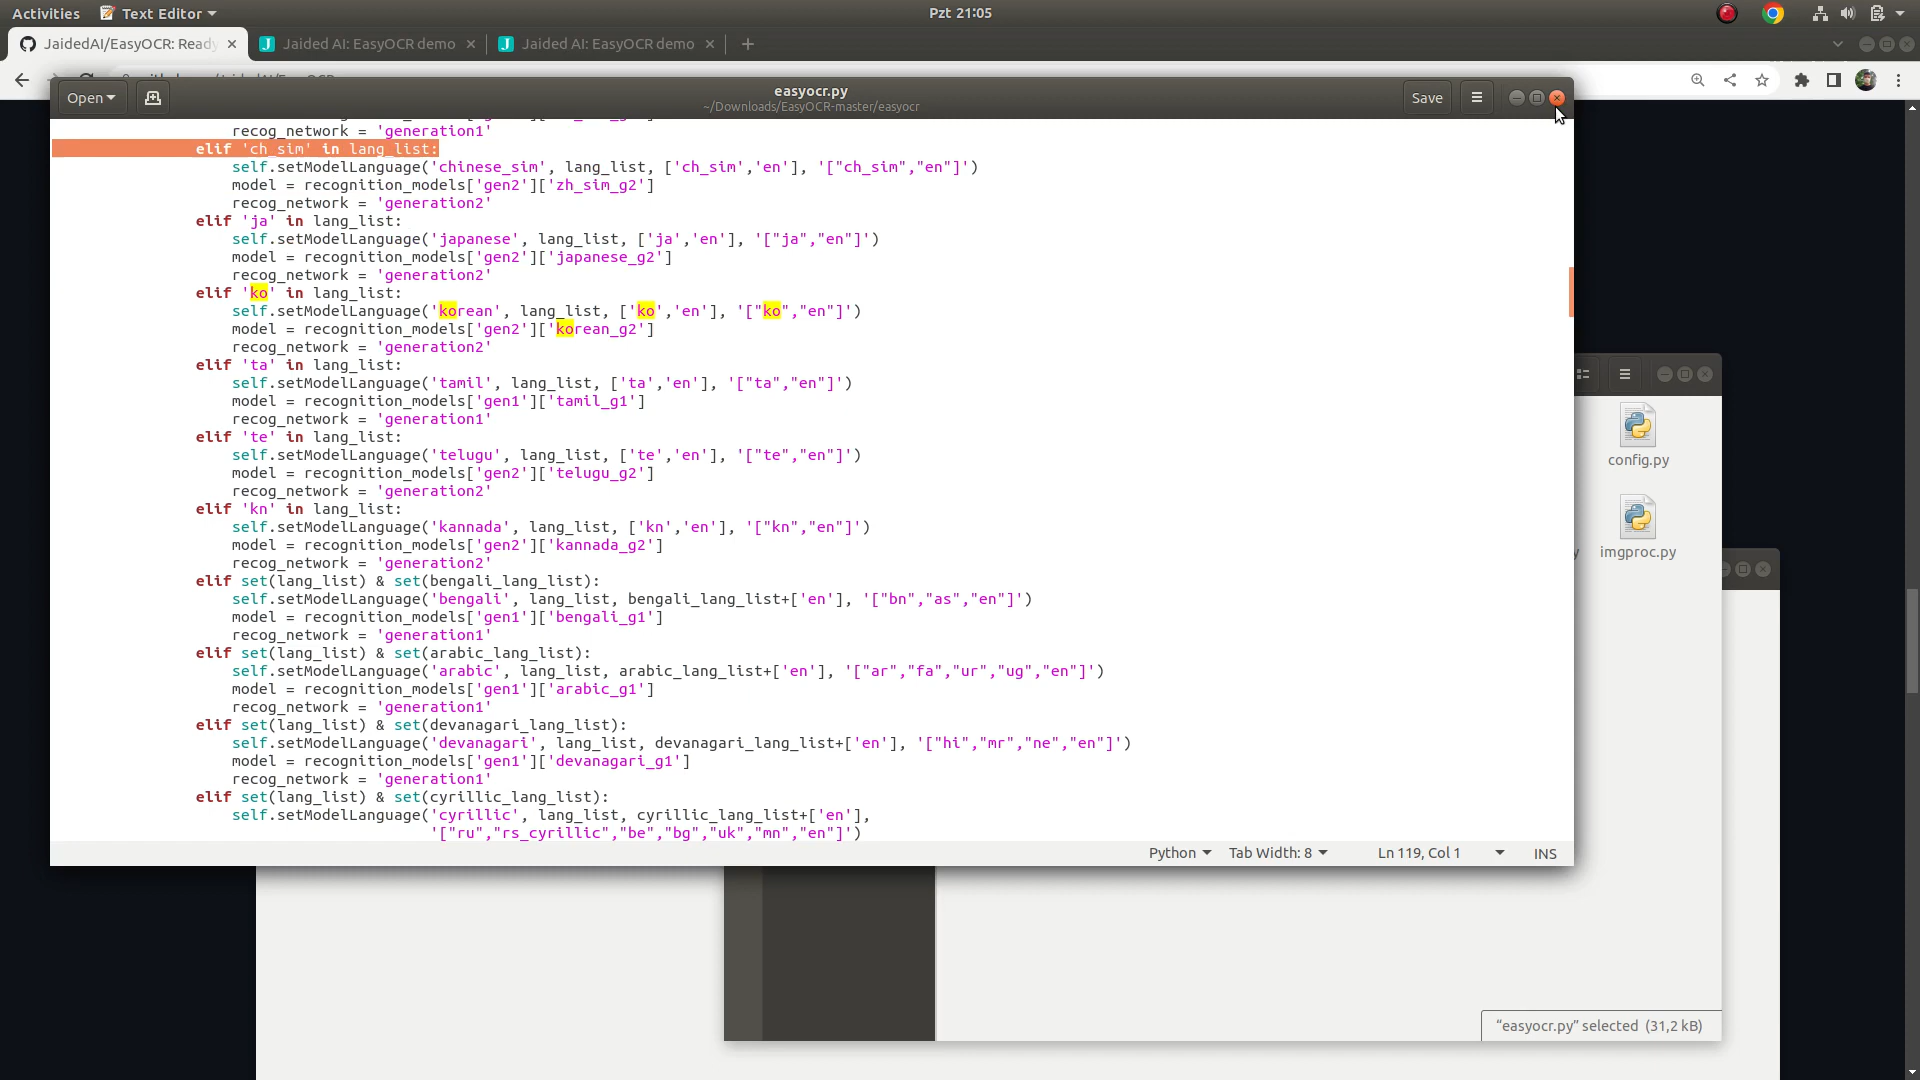 Activities
Text Editor
Pzt 21:05
JaidedAI/EasyOCR: Ready
Jaided AI: EasyOCR demo
Jaided AI: EasyOCR demo
Open
easyocr.py
~/Downloads/EasyOCR-master/easyocr
Save
recog_network = 'generation1'
elif 'ch_sim' in lang_list:
self.setModelLanguage('chinese_sim', lang_list, ['ch_sim','en'], '["ch_sim","en"]')
model = recognition_models['gen2']['zh_sim_g2']
recog_network = 'generation2'
elif 'ja' in lang_list:
self.setModelLanguage('japanese', lang_list, ['ja','en'], '["ja","en"]')
model = recognition_models['gen2']['japanese_g2']
recog_network = 'generation2'
elif 'ko' in lang_list:
self.setModelLanguage('korean', lang_list, ['ko','en'], '["ko","en"]')
model = recognition_models['gen2']['korean_g2']
recog_network = 'generation2'
elif 'ta' in lang_list:
self.setModelLanguage('tamil', lang_list, ['ta','en'], '["ta","en"]')
model = recognition_models['gen1']['tamil_g1']
recog_network = 'generation1'
elif 'te' in lang_list:
self.setModelLanguage('telugu', lang_list, ['te','en'], '["te","en"]')
model = recognition_models['gen2']['telugu_g2']
recog_network = 'generation2'
elif 'kn' in lang_list:
self.setModelLanguage('kannada', lang_list, ['kn','en'], '["kn","en"]')
model = recognition_models['gen2']['kannada_g2']
recog_network = 'generation2'
elif set(lang_list) & set(bengali_lang_list):
self.setModelLanguage('bengali', lang_list, bengali_lang_list+['en'], '["bn","as","en"]')
model = recognition_models['gen1']['bengali_g1']
recog_network = 'generation1'
elif set(lang_list) & set(arabic_lang_list):
self.setModelLanguage('arabic', lang_list, arabic_lang_list+['en'], '["ar","fa","ur","ug","en"]')
model = recognition_models['gen1']['arabic_g1']
recog_network = 'generation1'
elif set(lang_list) & set(devanagari_lang_list):
self.setModelLanguage('devanagari', lang_list, devanagari_lang_list+['en'], '["hi","mr","ne","en"]')
model = recognition_models['gen1']['devanagari_g1']
recog_network = 'generation1'
elif set(lang_list) & set(cyrillic_lang_list):
self.setModelLanguage('cyrillic', lang_list, cyrillic_lang_list+['en'],
'["ru","rs_cyrillic","be","bg","uk","mn","en"]')
Python
Tab Width: 8
Ln 119, Col 1
INS
config.py
imgproc.py
"easyocr.py" selected (31,2 kB)